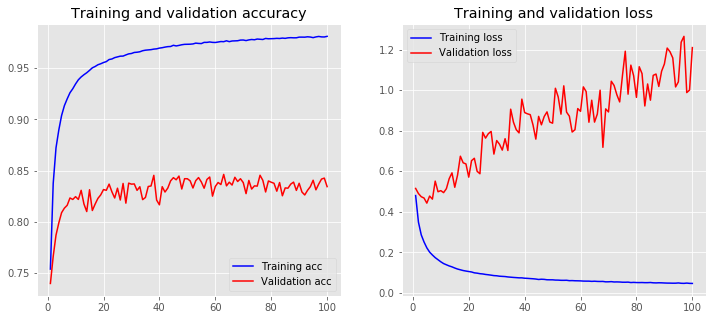 Training and validation accuracy
0.95
0.90
0.85
0.80
0.75
0 20 40 60 80 100
Training acc
Validation acc
Training and validation loss
1.2
1.0
0.8
0.6
0.4
0.2
0.0
0 20 40 60 80 100
Training loss
Validation loss